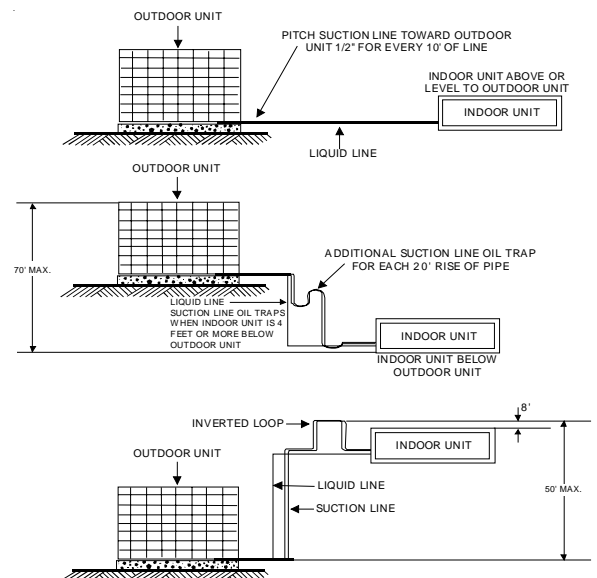 OUTDOOR UNIT
PITCH SUCTION LINE TOWARD OUTDOOR
UNIT 1/2" FOR EVERY 10' OF LINE
INDOOR UNIT ABOVE OR
LEVEL TO OUTDOOR UNIT
INDOOR UNIT
LIQUID LINE
OUTDOOR UNIT
70' MAX.
ADDITIONAL SUCTION LINE OIL TRAP
FOR EACH 20' RISE OF PIPE
LIQUID LINE
SUCTION LINE OIL TRAPS
WHEN INDOOR UNIT IS 4
FEET OR MORE BELOW
OUTDOOR UNIT
INDOOR UNIT
INDOOR UNIT BELOW
OUTDOOR UNIT
8'
INVERTED LOOP
INDOOR UNIT
OUTDOOR UNIT
LIQUID LINE
50' MAX.
SUCTION LINE